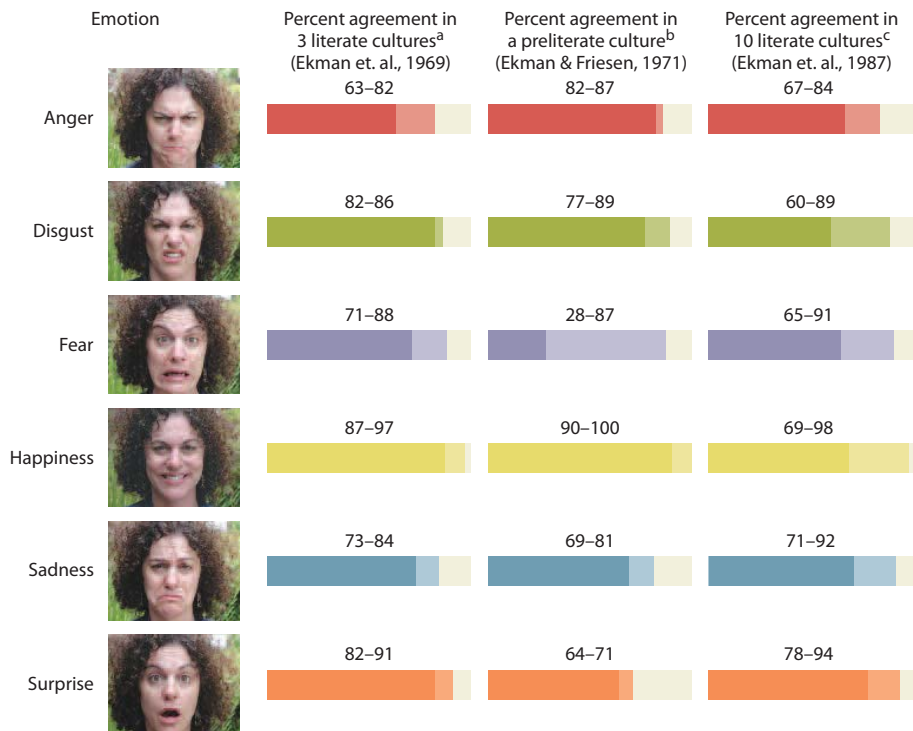 Emotion
Percent agreement in
3 literate culturesᵃ
(Ekman et. al., 1969)
Percent agreement in
a preliterate cultureᵇ
(Ekman & Friesen, 1971)
Percent agreement in
10 literate culturesᶜ
(Ekman et. al., 1987)
Anger
63–82
82–87
67–84
Disgust
82–86
77–89
60–89
Fear
71–88
28–87
65–91
Happiness
87–97
90–100
69–98
Sadness
73–84
69–81
71–92
Surprise
82–91
64–71
78–94